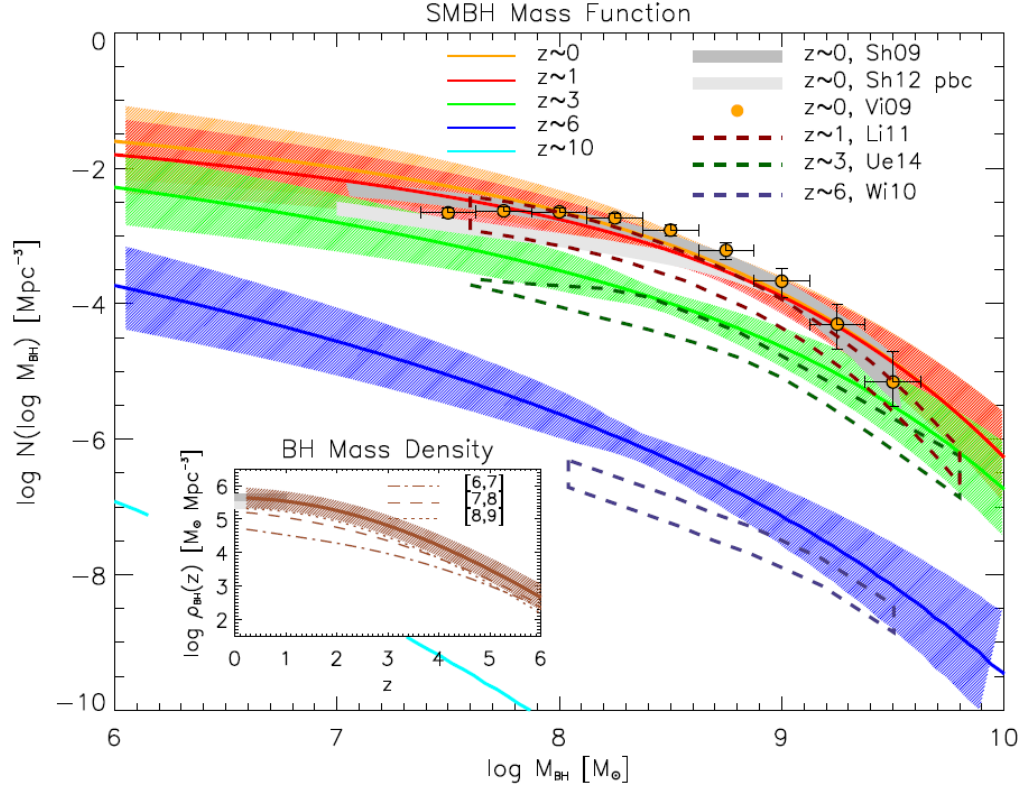 SMBH Mass Function
z~0
z~1
z~3
z~6
z~10
z~0, Sh09
z~0, Sh12 pbc
z~0, Vi09
z~1, Li11
z~3, Ue14
z~6, Wi10
log N(log M_BH) [Mpc⁻³]
0
−2
−4
−6
−8
−10
BH Mass Density
[6,7]
[7,8]
[8,9]
log ρ_BH(z) [M☉ Mpc⁻³]
6
5
4
3
2
0 1 2 3 4 5 6
z
6 7 8 9 10
log M_BH [M☉]